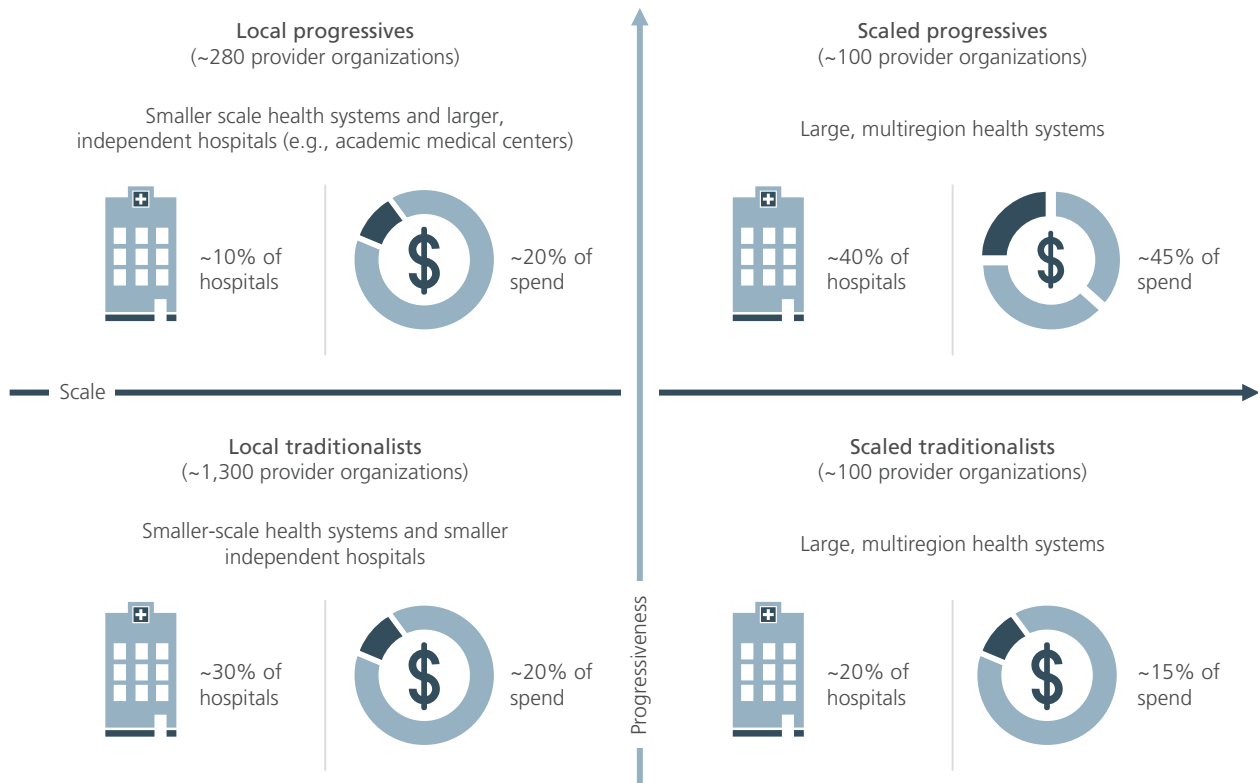 Local progressives
(~280 provider organizations)
Smaller scale health systems and larger,
independent hospitals (e.g., academic medical centers)
~10% of
hospitals
$
~20% of
spend
Scaled progressives
(~100 provider organizations)
Large, multiregion health systems
~40% of
hospitals
$
~45% of
spend
Scale
Local traditionalists
(~1,300 provider organizations)
Smaller-scale health systems and smaller
independent hospitals
~30% of
hospitals
$
~20% of
spend
Progressiveness
Scaled traditionalists
(~100 provider organizations)
Large, multiregion health systems
~20% of
hospitals
$
~15% of
spend